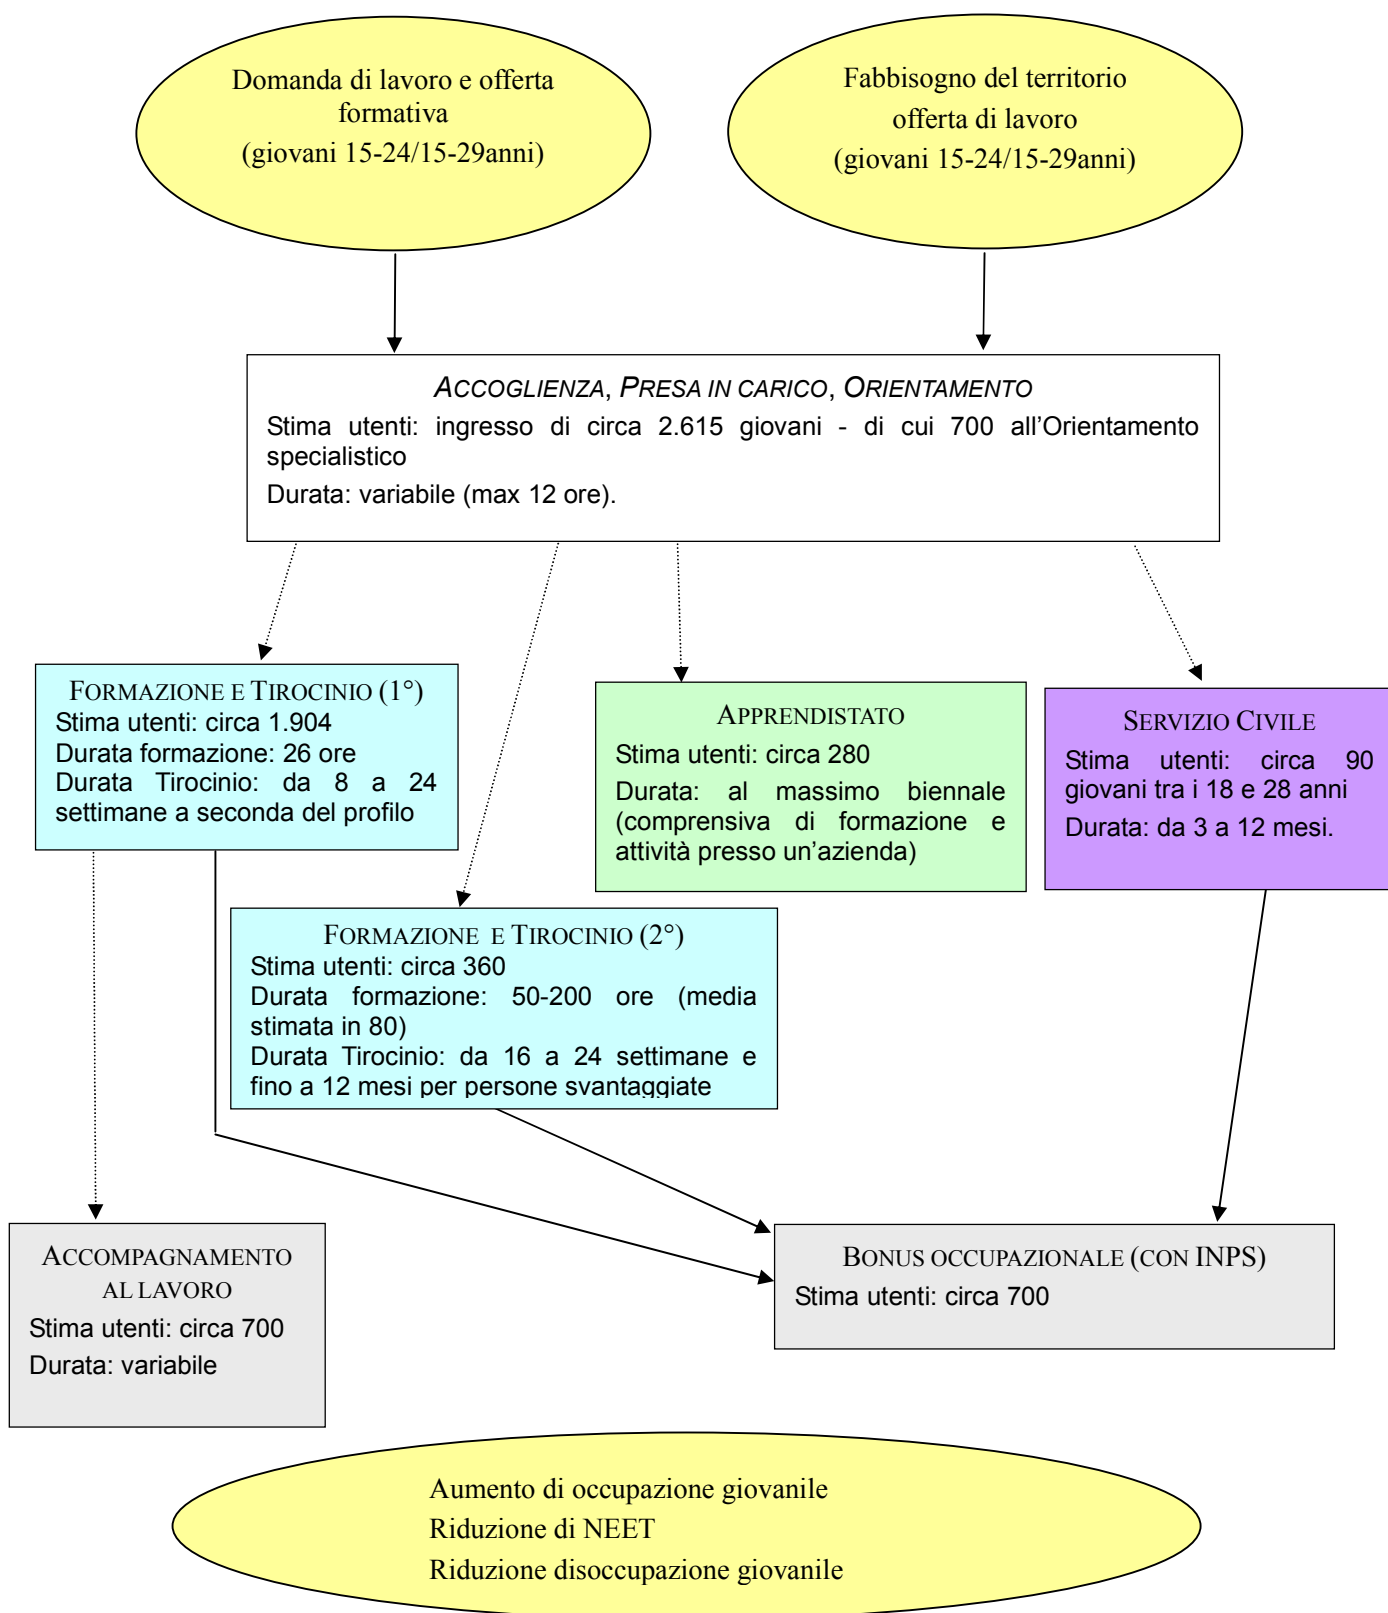 Domanda di lavoro e offerta
formativa
(giovani 15-24/15-29anni)
Fabbisogno del territorio
offerta di lavoro
(giovani 15-24/15-29anni)
ACCOGLIENZA, PRESA IN CARICO, ORIENTAMENTO
Stima utenti: ingresso di circa 2.615 giovani - di cui 700 all'Orientamento
specialistico
Durata: variabile (max 12 ore).
FORMAZIONE E TIROCINIO (1°)
Stima utenti: circa 1.904
Durata formazione: 26 ore
Durata Tirocinio: da 8 a 24
settimane a seconda del profilo
APPRENDISTATO
Stima utenti: circa 280
Durata: al massimo biennale
(comprensiva di formazione e
attività presso un'azienda)
SERVIZIO CIVILE
Stima utenti: circa 90
giovani tra i 18 e 28 anni
Durata: da 3 a 12 mesi.
FORMAZIONE E TIROCINIO (2°)
Stima utenti: circa 360
Durata formazione: 50-200 ore (media
stimata in 80)
Durata Tirocinio: da 16 a 24 settimane e
fino a 12 mesi per persone svantaggiate
ACCOMPAGNAMENTO
AL LAVORO
Stima utenti: circa 700
Durata: variabile
BONUS OCCUPAZIONALE (CON INPS)
Stima utenti: circa 700
Aumento di occupazione giovanile
Riduzione di NEET
Riduzione disoccupazione giovanile